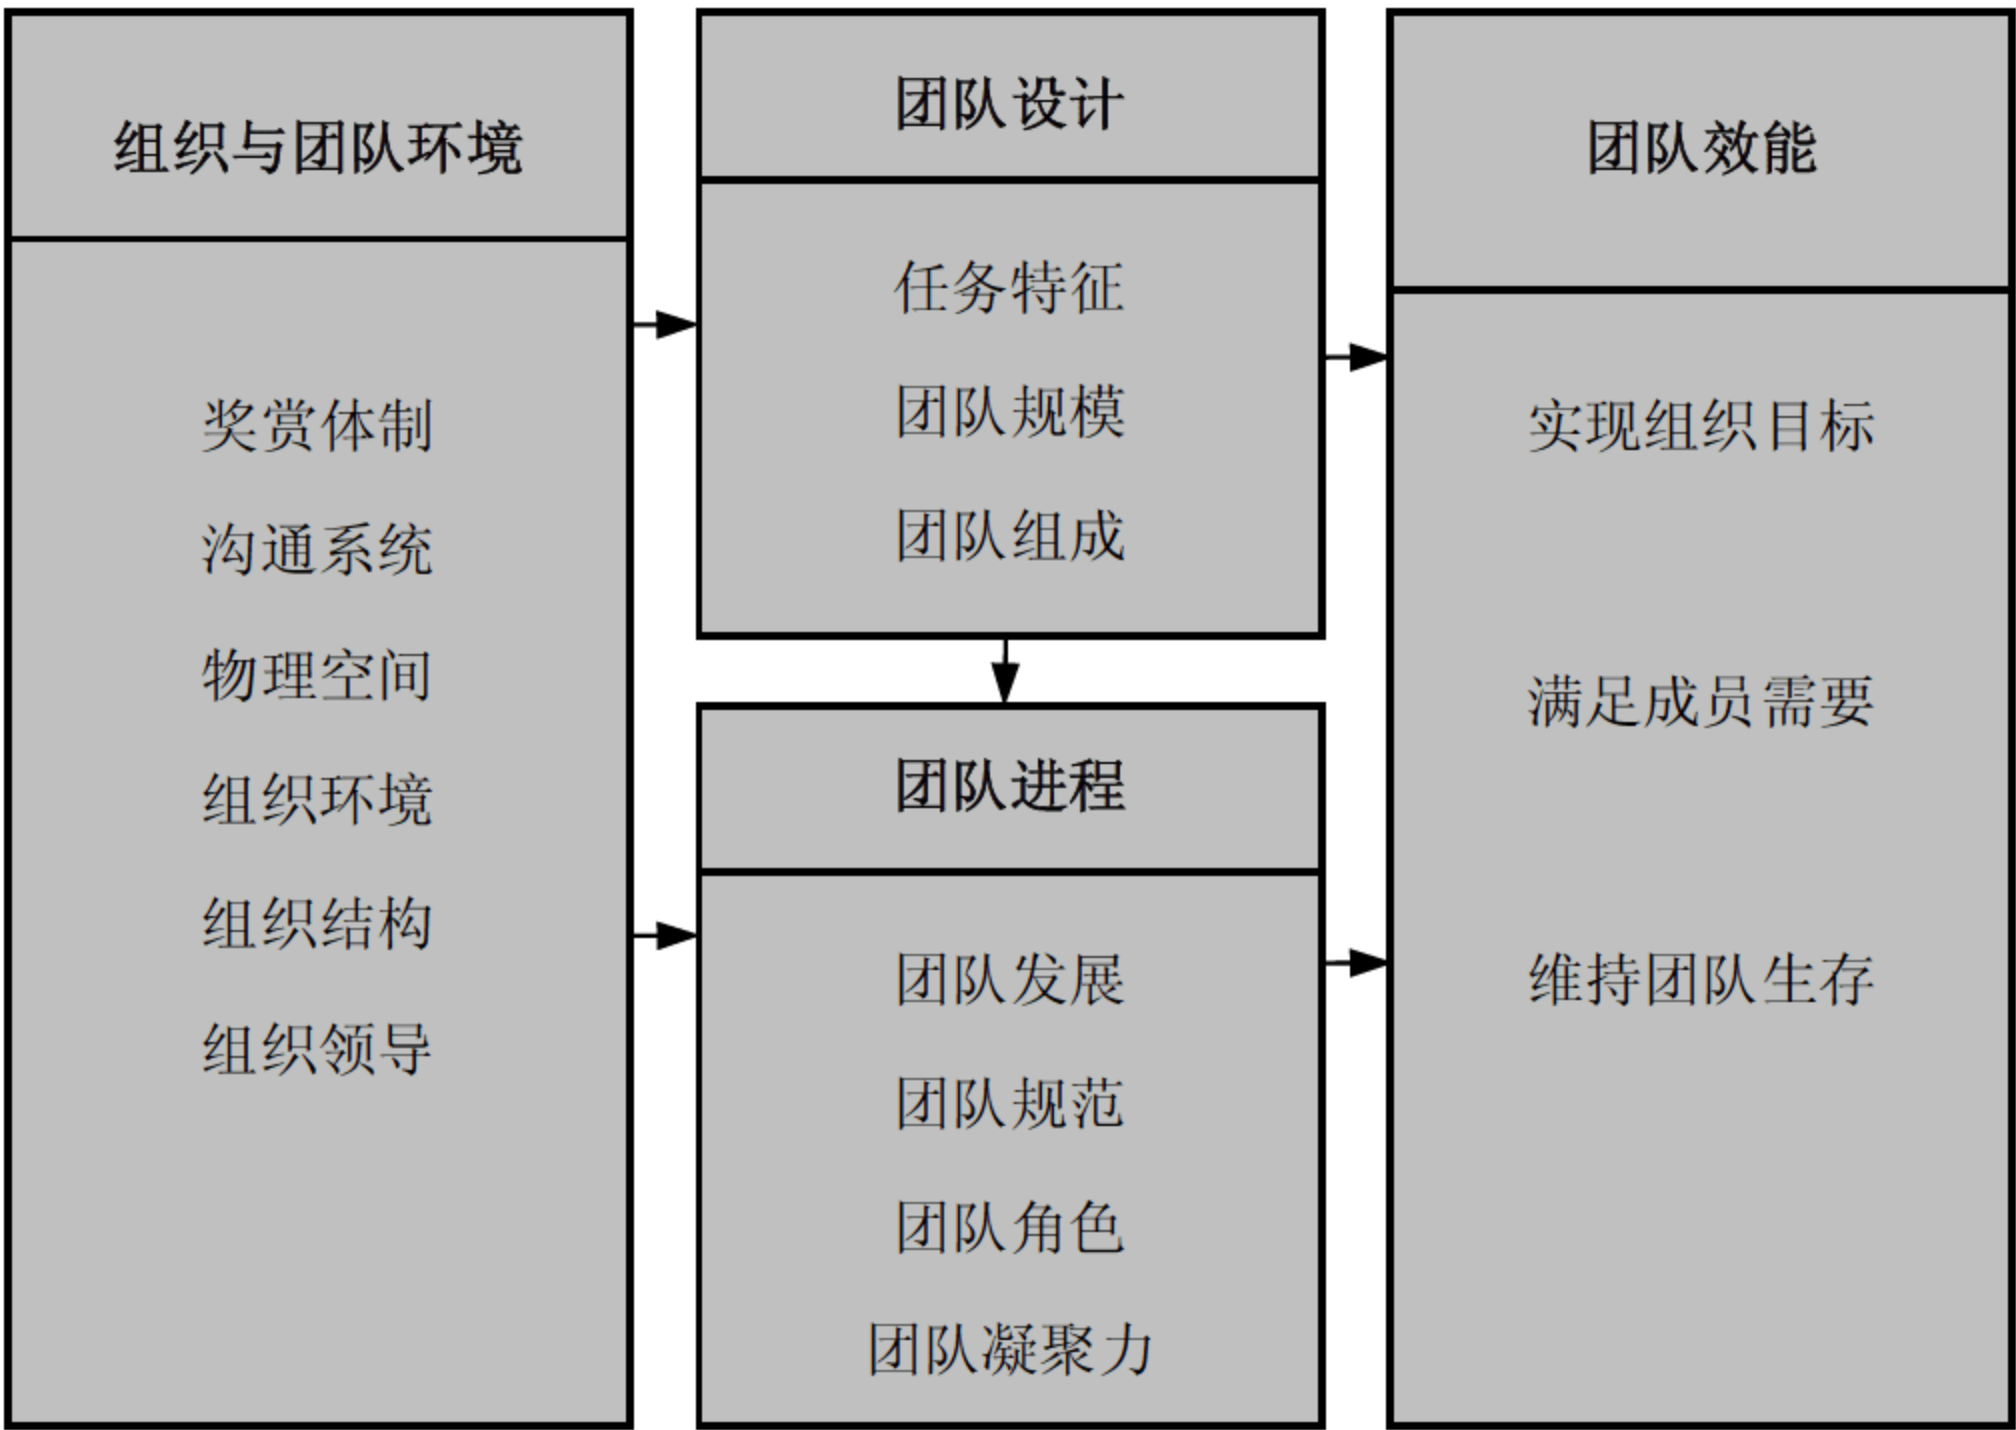 组织与团队环境
奖赏体制
沟通系统
物理空间
组织环境
组织结构
组织领导
团队设计
任务特征
团队规模
团队组成
团队进程
团队发展
团队规范
团队角色
团队凝聚力
团队效能
实现组织目标
满足成员需要
维持团队生存